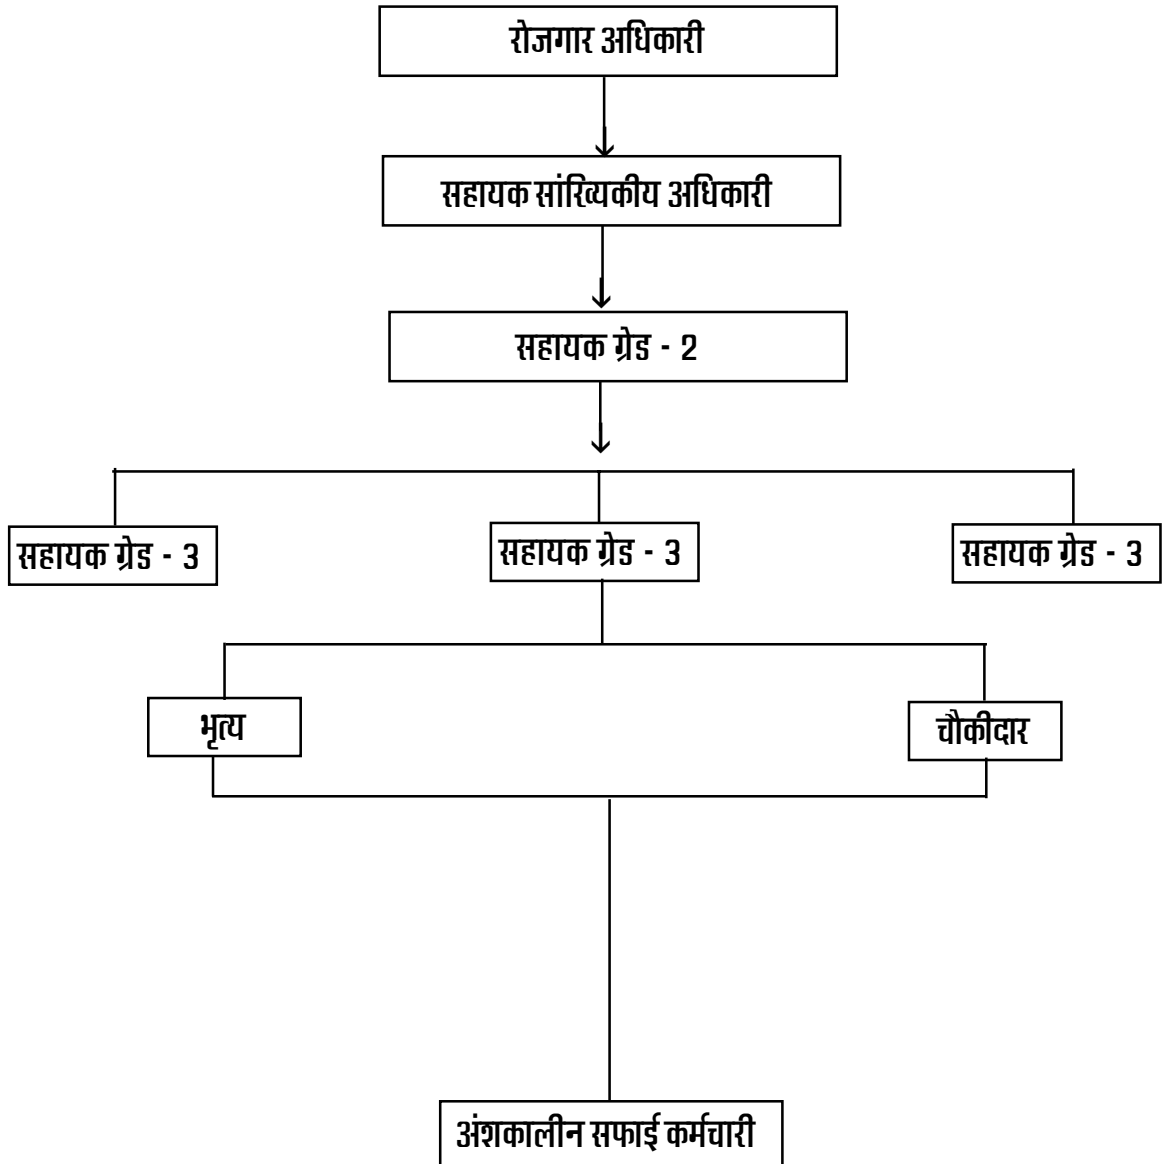 रोजगार अधिकारी
सहायक सांख्यिकीय अधिकारी
सहायक ग्रेड - 2
सहायक ग्रेड - 3
सहायक ग्रेड - 3
सहायक ग्रेड - 3
भृत्य
चौकीदार
अंशकालीन सफाई कर्मचारी